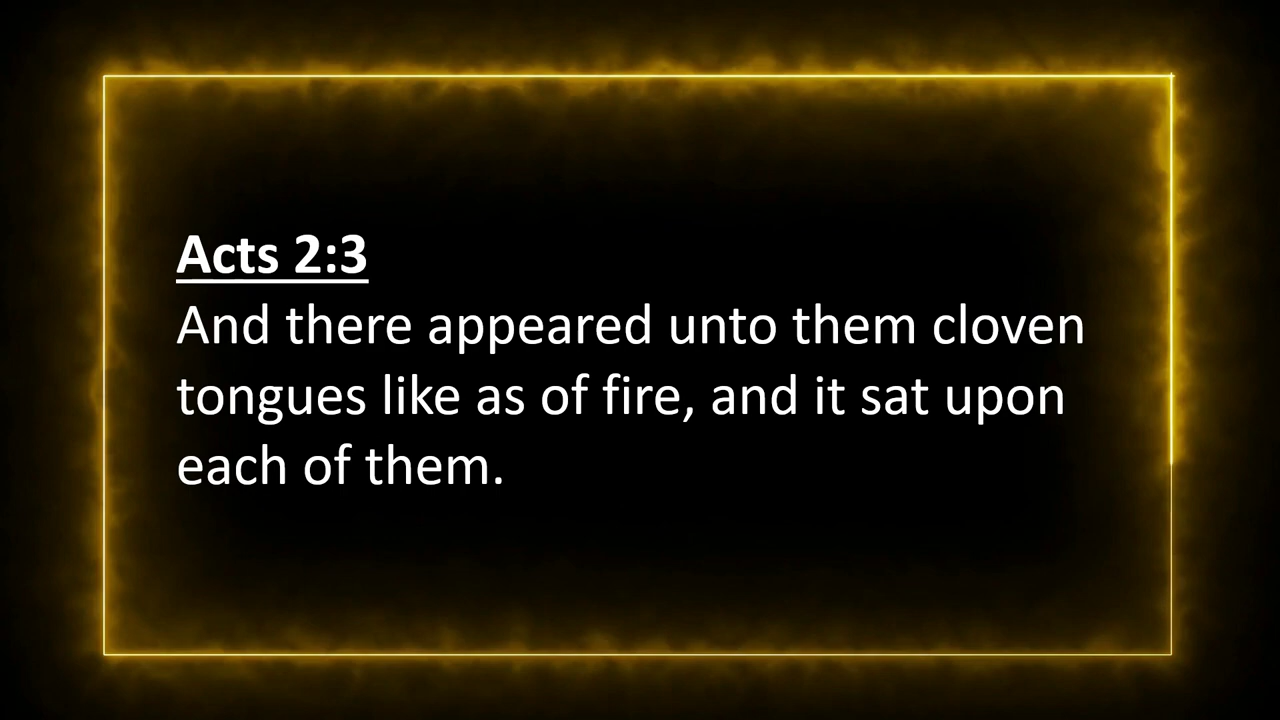 Acts 2:3
And there appeared unto them cloven
tongues like as of fire, and it sat upon
each of them.